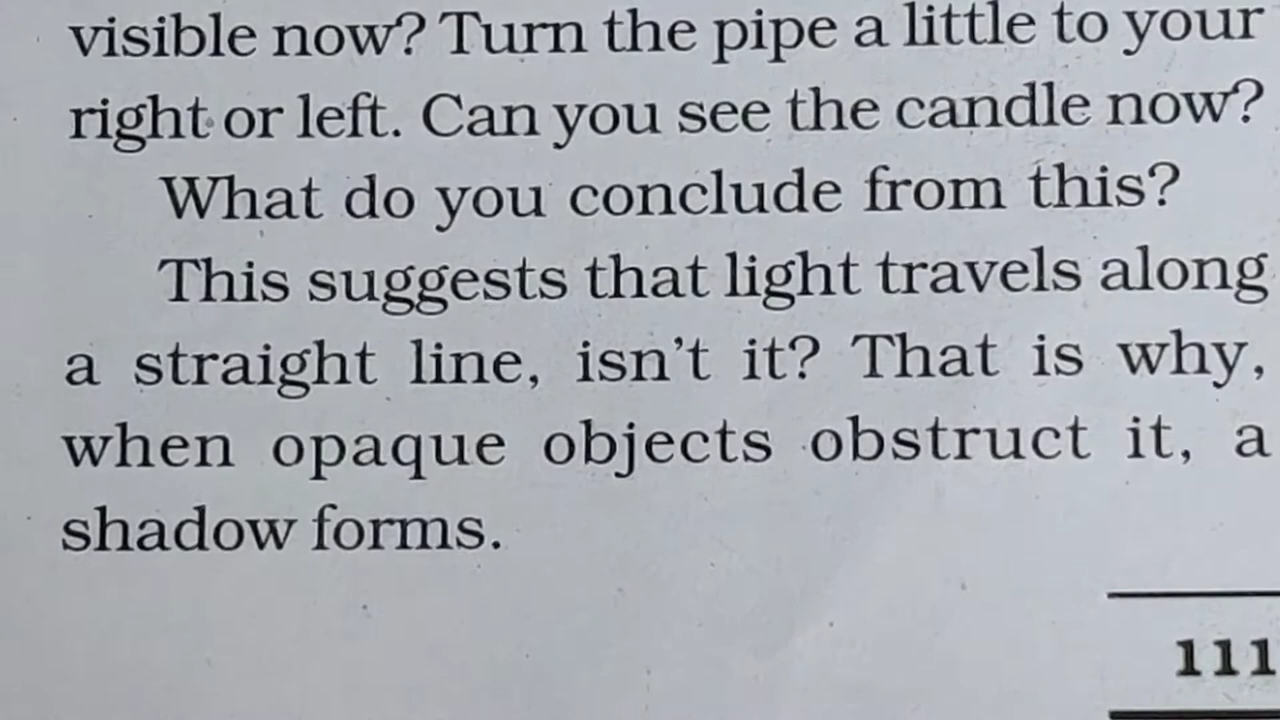 visible now? Turn the pipe a little to your
right or left. Can you see the candle now?
What do you conclude from this?
This suggests that light travels along
a straight line, isn't it? That is why,
when opaque objects obstruct it, a
shadow forms.
111